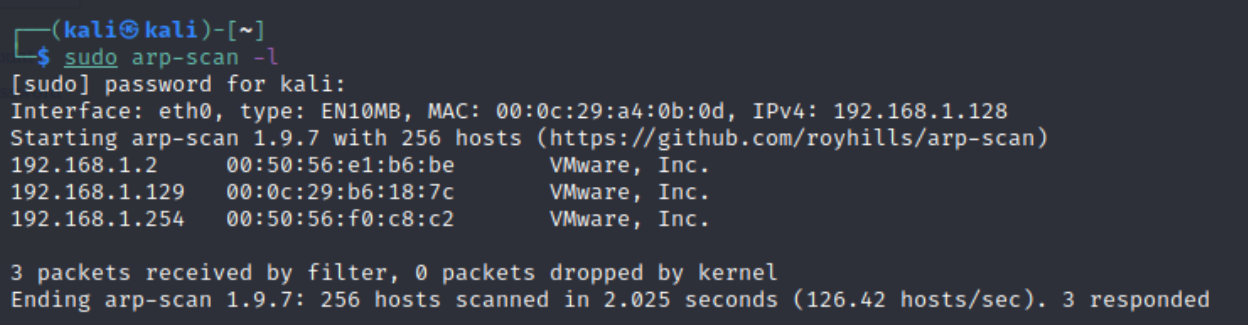 ┌──(kali㉿kali)-[~]
└─$ sudo arp-scan -l
[sudo] password for kali:
Interface: eth0, type: EN10MB, MAC: 00:0c:29:a4:0b:0d, IPv4: 192.168.1.128
Starting arp-scan 1.9.7 with 256 hosts (https://github.com/royhills/arp-scan)
192.168.1.2     00:50:56:e1:b6:be       VMware, Inc.
192.168.1.129   00:0c:29:b6:18:7c       VMware, Inc.
192.168.1.254   00:50:56:f0:c8:c2       VMware, Inc.

3 packets received by filter, 0 packets dropped by kernel
Ending arp-scan 1.9.7: 256 hosts scanned in 2.025 seconds (126.42 hosts/sec). 3 responded